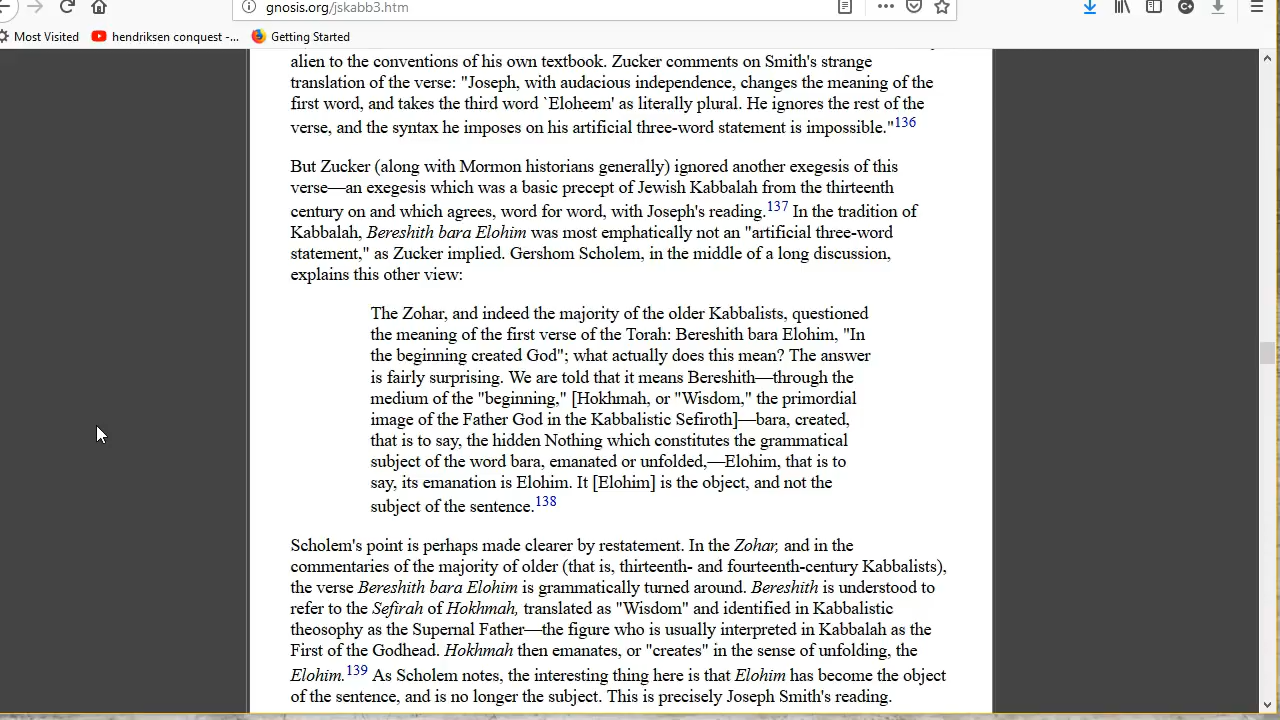 gnosis.org/jskabb3.htm
Most Visited hendriksen conquest -... Getting Started
alien to the conventions of his own textbook. Zucker comments on Smith's strange
translation of the verse: "Joseph, with audacious independence, changes the meaning of the
first word, and takes the third word `Eloheem' as literally plural. He ignores the rest of the
verse, and the syntax he imposes on his artificial three-word statement is impossible."136
But Zucker (along with Mormon historians generally) ignored another exegesis of this
verse—an exegesis which was a basic precept of Jewish Kabbalah from the thirteenth
century on and which agrees, word for word, with Joseph's reading.137 In the tradition of
Kabbalah, Bereshith bara Elohim was most emphatically not an "artificial three-word
statement," as Zucker implied. Gershom Scholem, in the middle of a long discussion,
explains this other view:
The Zohar, and indeed the majority of the older Kabbalists, questioned
the meaning of the first verse of the Torah: Bereshith bara Elohim, "In
the beginning created God"; what actually does this mean? The answer
is fairly surprising. We are told that it means Bereshith—through the
medium of the "beginning," [Hokhmah, or "Wisdom," the primordial
image of the Father God in the Kabbalistic Sefiroth]—bara, created,
that is to say, the hidden Nothing which constitutes the grammatical
subject of the word bara, emanated or unfolded,—Elohim, that is to
say, its emanation is Elohim. It [Elohim] is the object, and not the
subject of the sentence.138
Scholem's point is perhaps made clearer by restatement. In the Zohar, and in the
commentaries of the majority of older (that is, thirteenth- and fourteenth-century Kabbalists),
the verse Bereshith bara Elohim is grammatically turned around. Bereshith is understood to
refer to the Sefirah of Hokhmah, translated as "Wisdom" and identified in Kabbalistic
theosophy as the Supernal Father—the figure who is usually interpreted in Kabbalah as the
First of the Godhead. Hokhmah then emanates, or "creates" in the sense of unfolding, the
Elohim.139 As Scholem notes, the interesting thing here is that Elohim has become the object
of the sentence, and is no longer the subject. This is precisely Joseph Smith's reading.